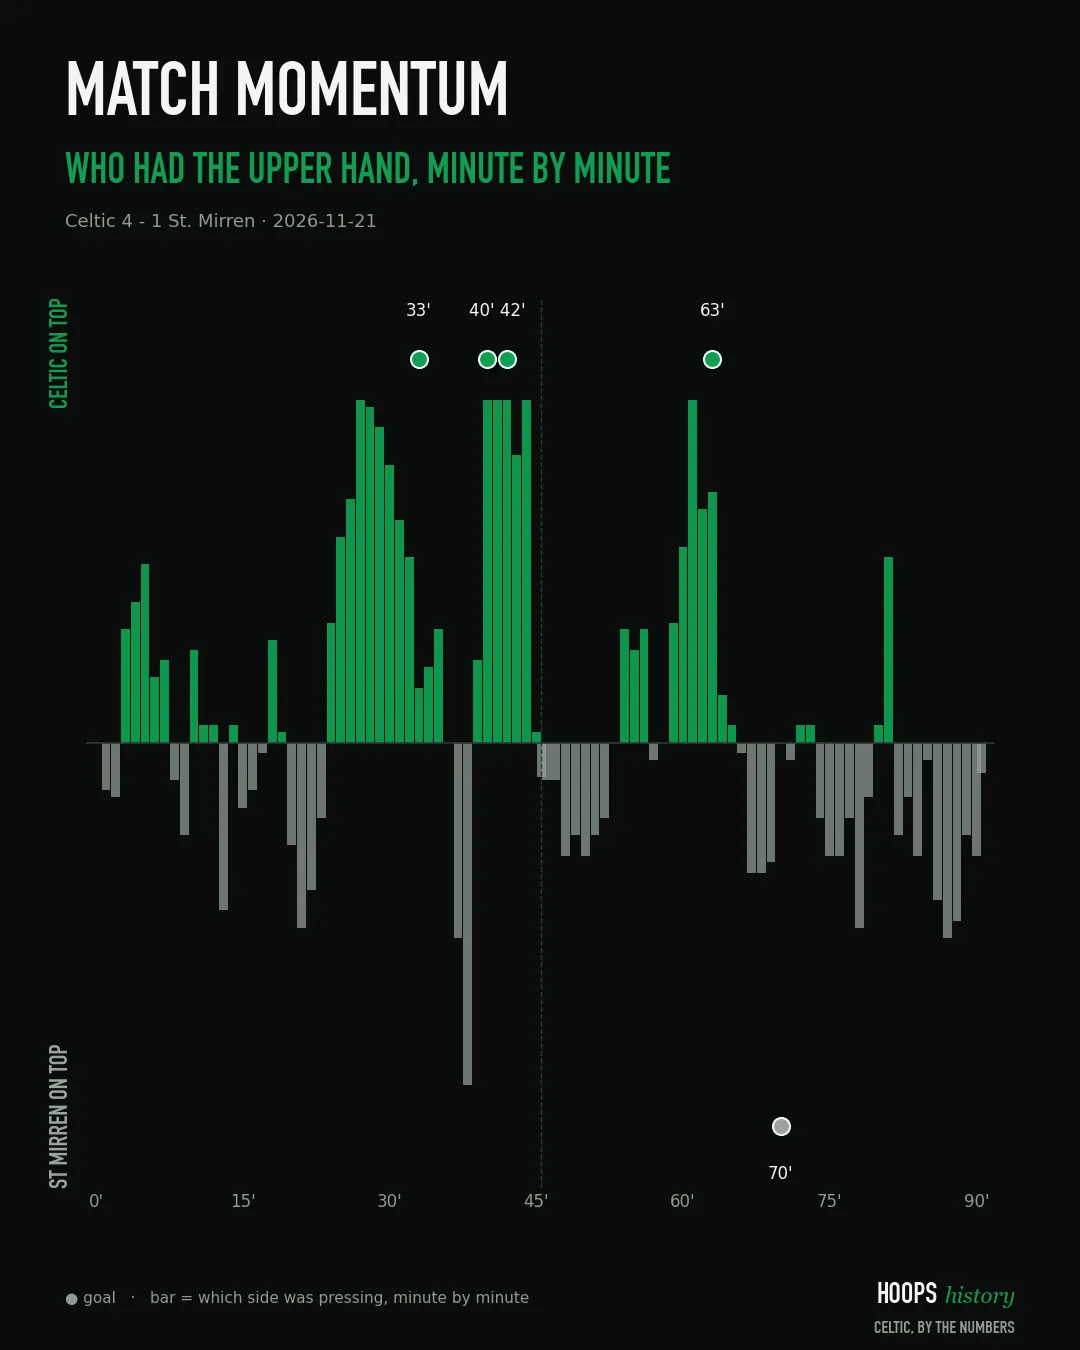 MATCH MOMENTUM
WHO HAD THE UPPER HAND, MINUTE BY MINUTE
Celtic 4 - 1 St. Mirren · 2026-11-21
CELTIC ON TOP
33' 40' 42' 63'
ST MIRREN ON TOP
70'
0' 15' 30' 45' 60' 75' 90'
● goal · bar = which side was pressing, minute by minute
HOOPS history
CELTIC, BY THE NUMBERS